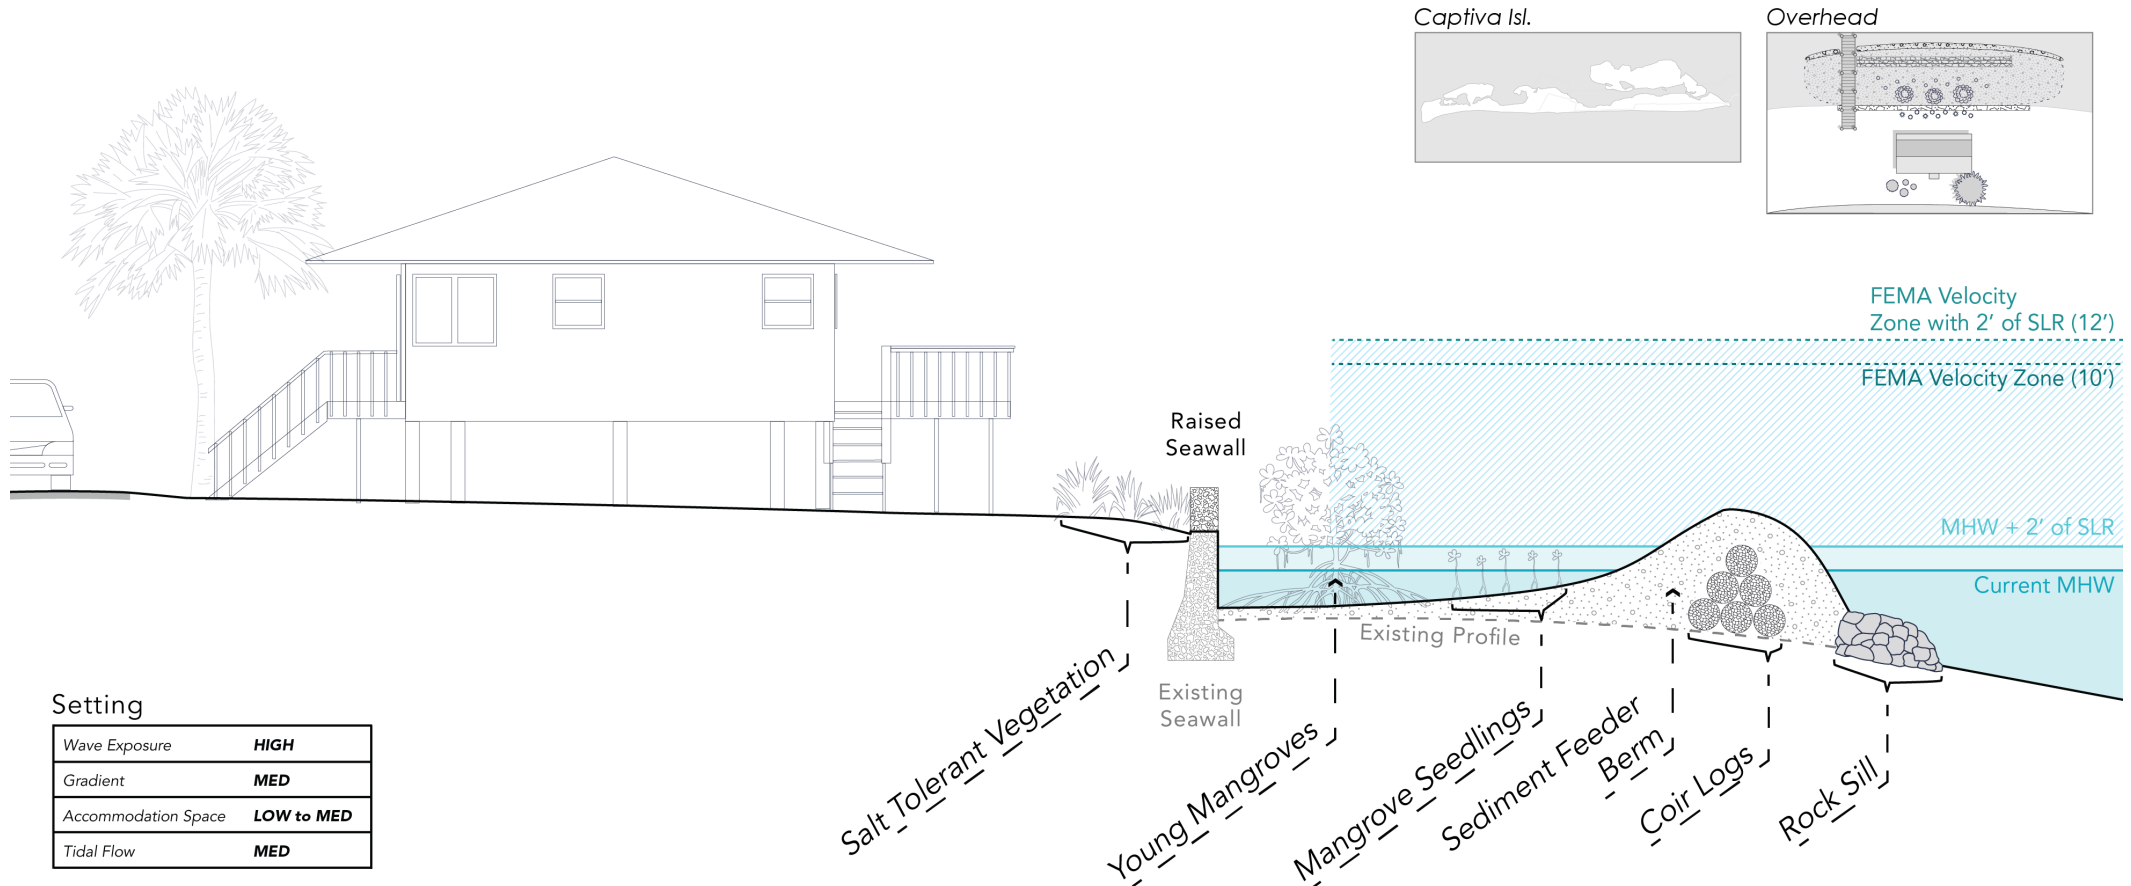 Captiva Isl.
Overhead
FEMA Velocity
Zone with 2’ of SLR (12’)
FEMA Velocity Zone (10’)
Raised
Seawall
MHW + 2’ of SLR
Current MHW
Existing Profile
Existing
Seawall
Salt Tolerant Vegetation
Young Mangroves
Mangrove Seedlings
Sediment Feeder
Berm
Coir Logs
Rock Sill
Setting
Wave Exposure HIGH
Gradient MED
Accommodation Space LOW to MED
Tidal Flow MED